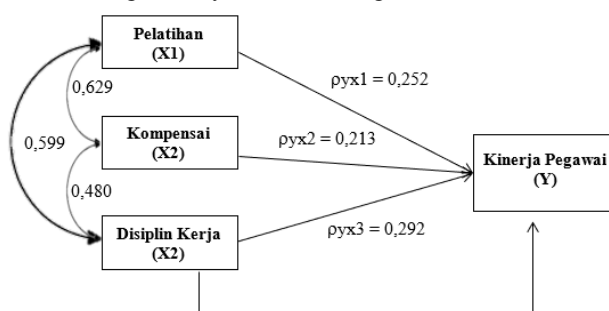 Pelatihan
(X1)
0,629
ρyx1 = 0,252
Kompensai
(X2)
ρyx2 = 0,213
0,599
Kinerja Pegawai
(Y)
0,480
Disiplin Kerja
(X2)
ρyx3 = 0,292